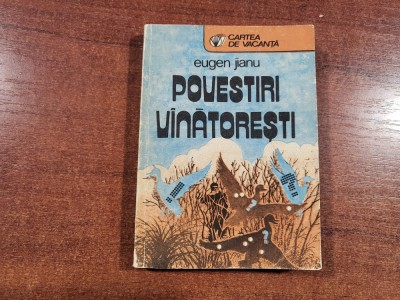 CARTEA
DE VACANȚĂ
eugen jianu
POVESTIRI
VÎNĂTOREȘTI